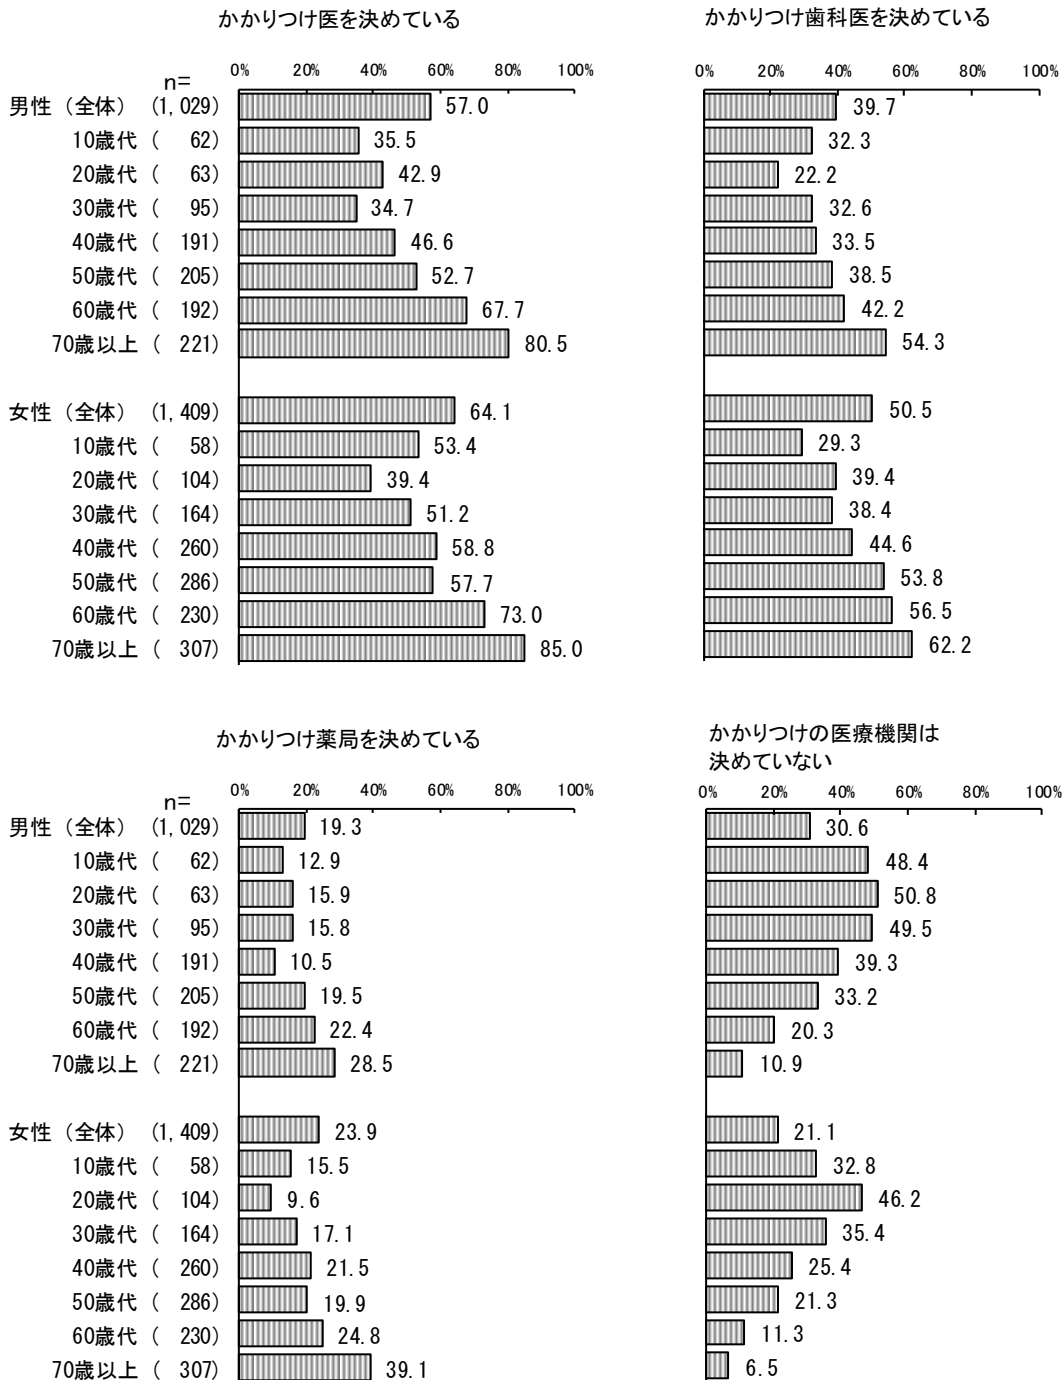 かかりつけ医を決めている
0% 20% 40% 60% 80% 100%
n=
男性（全体） (1,029) 57.0
10歳代 ( 62) 35.5
20歳代 ( 63) 42.9
30歳代 ( 95) 34.7
40歳代 ( 191) 46.6
50歳代 ( 205) 52.7
60歳代 ( 192) 67.7
70歳以上 ( 221) 80.5
女性（全体） (1,409) 64.1
10歳代 ( 58) 53.4
20歳代 ( 104) 39.4
30歳代 ( 164) 51.2
40歳代 ( 260) 58.8
50歳代 ( 286) 57.7
60歳代 ( 230) 73.0
70歳以上 ( 307) 85.0
かかりつけ歯科医を決めている
0% 20% 40% 60% 80% 100%
39.7
32.3
22.2
32.6
33.5
38.5
42.2
54.3
50.5
29.3
39.4
38.4
44.6
53.8
56.5
62.2
かかりつけ薬局を決めている
0% 20% 40% 60% 80% 100%
n=
男性（全体） (1,029) 19.3
10歳代 ( 62) 12.9
20歳代 ( 63) 15.9
30歳代 ( 95) 15.8
40歳代 ( 191) 10.5
50歳代 ( 205) 19.5
60歳代 ( 192) 22.4
70歳以上 ( 221) 28.5
女性（全体） (1,409) 23.9
10歳代 ( 58) 15.5
20歳代 ( 104) 9.6
30歳代 ( 164) 17.1
40歳代 ( 260) 21.5
50歳代 ( 286) 19.9
60歳代 ( 230) 24.8
70歳以上 ( 307) 39.1
かかりつけの医療機関は
決めていない
0% 20% 40% 60% 80% 100%
30.6
48.4
50.8
49.5
39.3
33.2
20.3
10.9
21.1
32.8
46.2
35.4
25.4
21.3
11.3
6.5